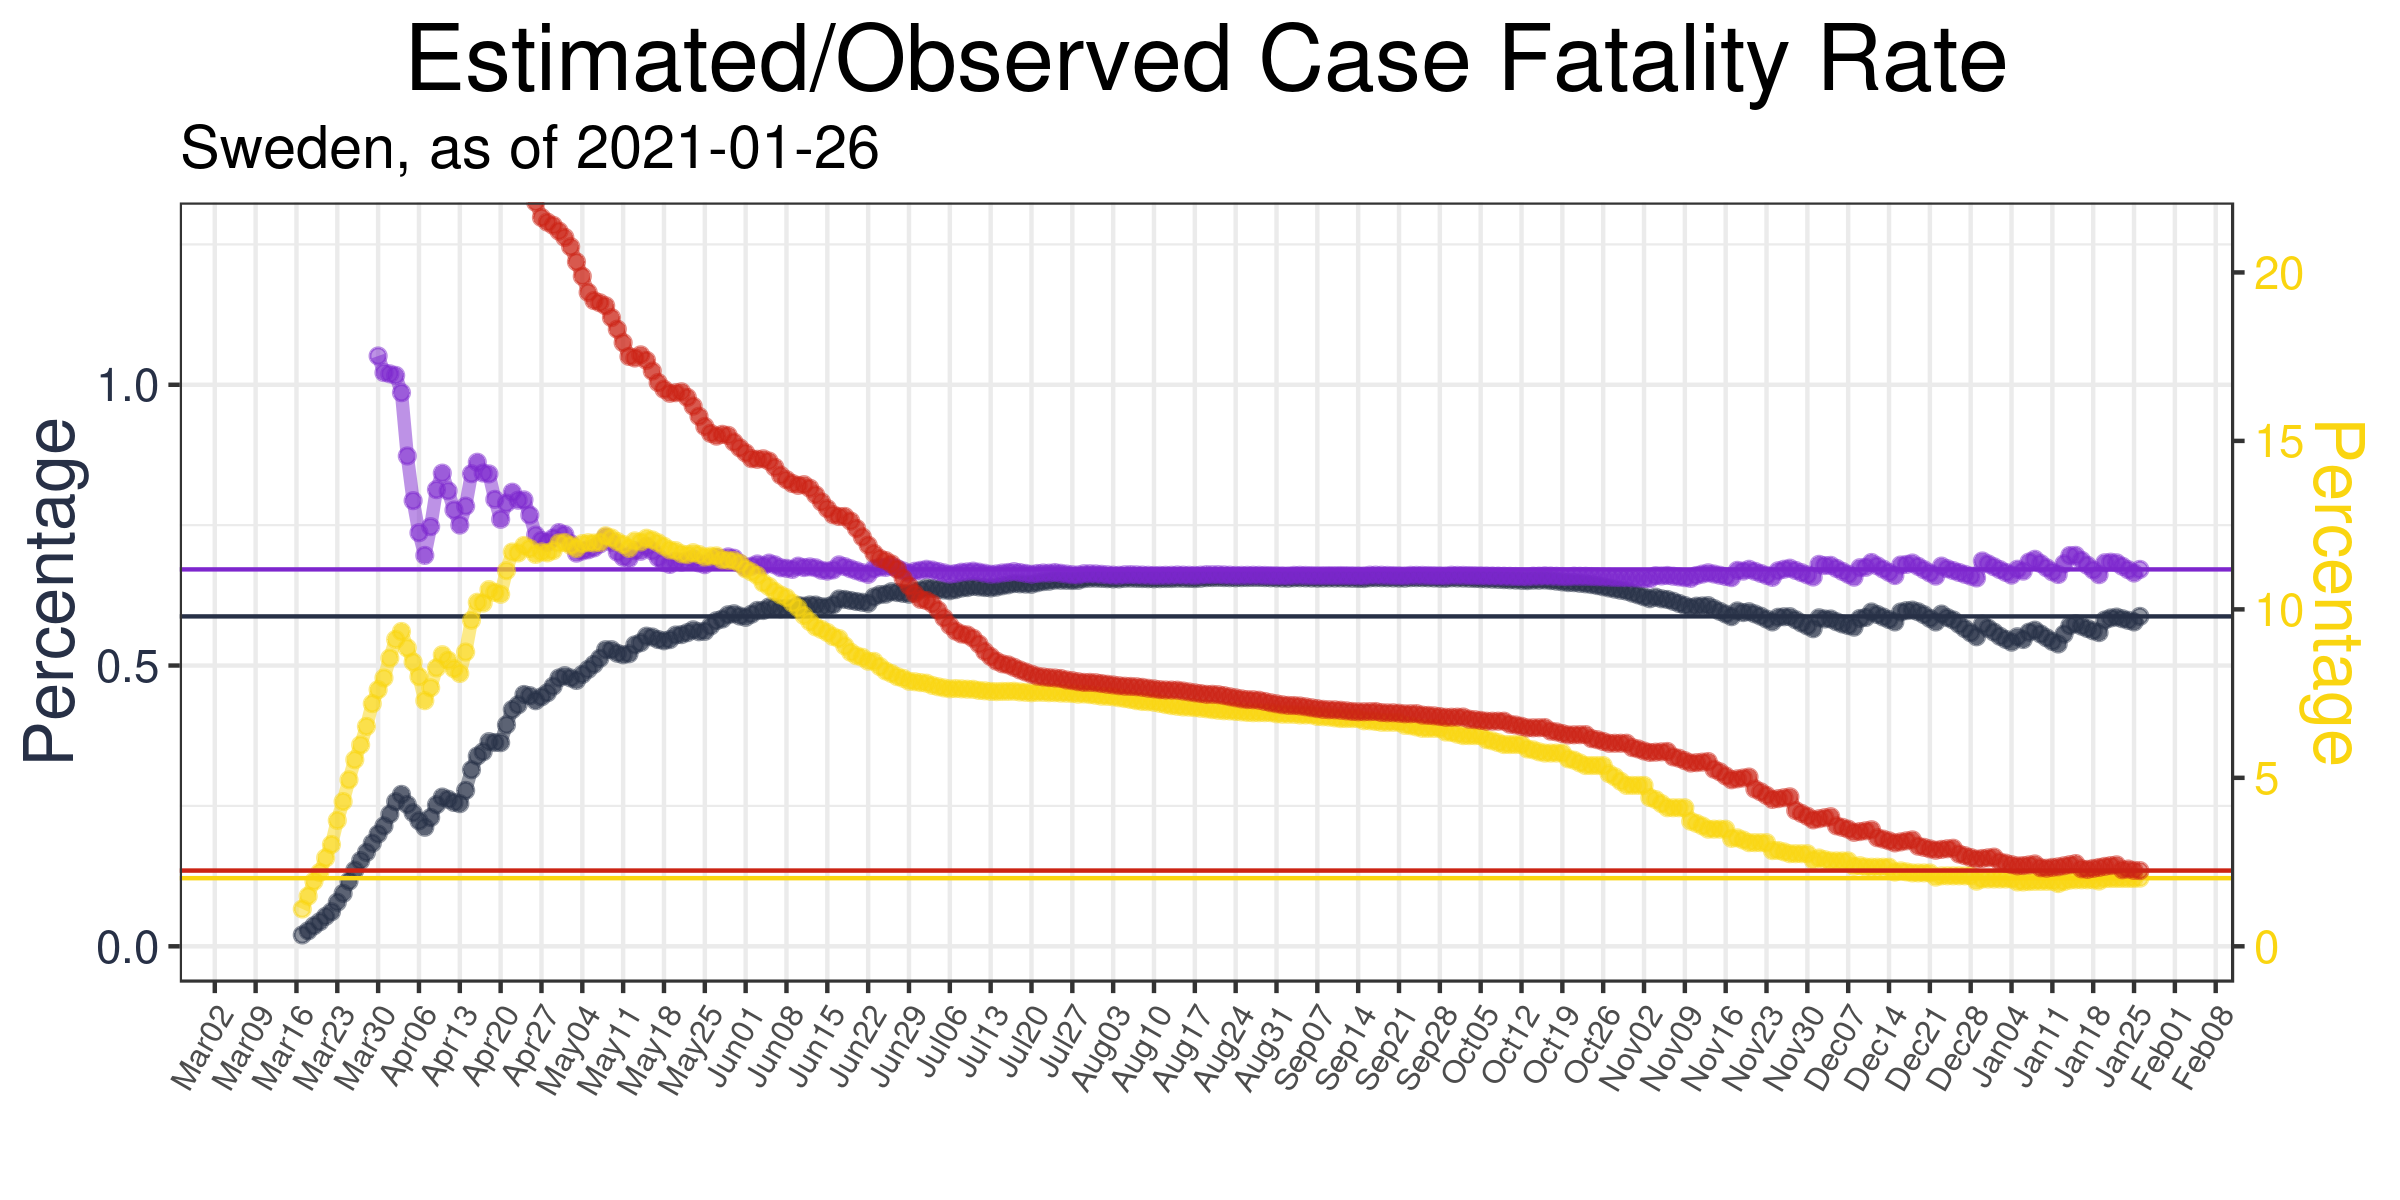 Estimated/Observed Case Fatality Rate
Sweden, as of 2021-01-26
Percentage
1.0
0.5
0.0
20
15
10
5
0
Percentage
Mar02
Mar09
Mar16
Mar23
Mar30
Apr06
Apr13
Apr20
Apr27
May04
May11
May18
May25
Jun01
Jun08
Jun15
Jun22
Jun29
Jul06
Jul13
Jul20
Jul27
Aug03
Aug10
Aug17
Aug24
Aug31
Sep07
Sep14
Sep21
Sep28
Oct05
Oct12
Oct19
Oct26
Nov02
Nov09
Nov16
Nov23
Nov30
Dec07
Dec14
Dec21
Dec28
Jan04
Jan11
Jan18
Jan25
Feb01
Feb08